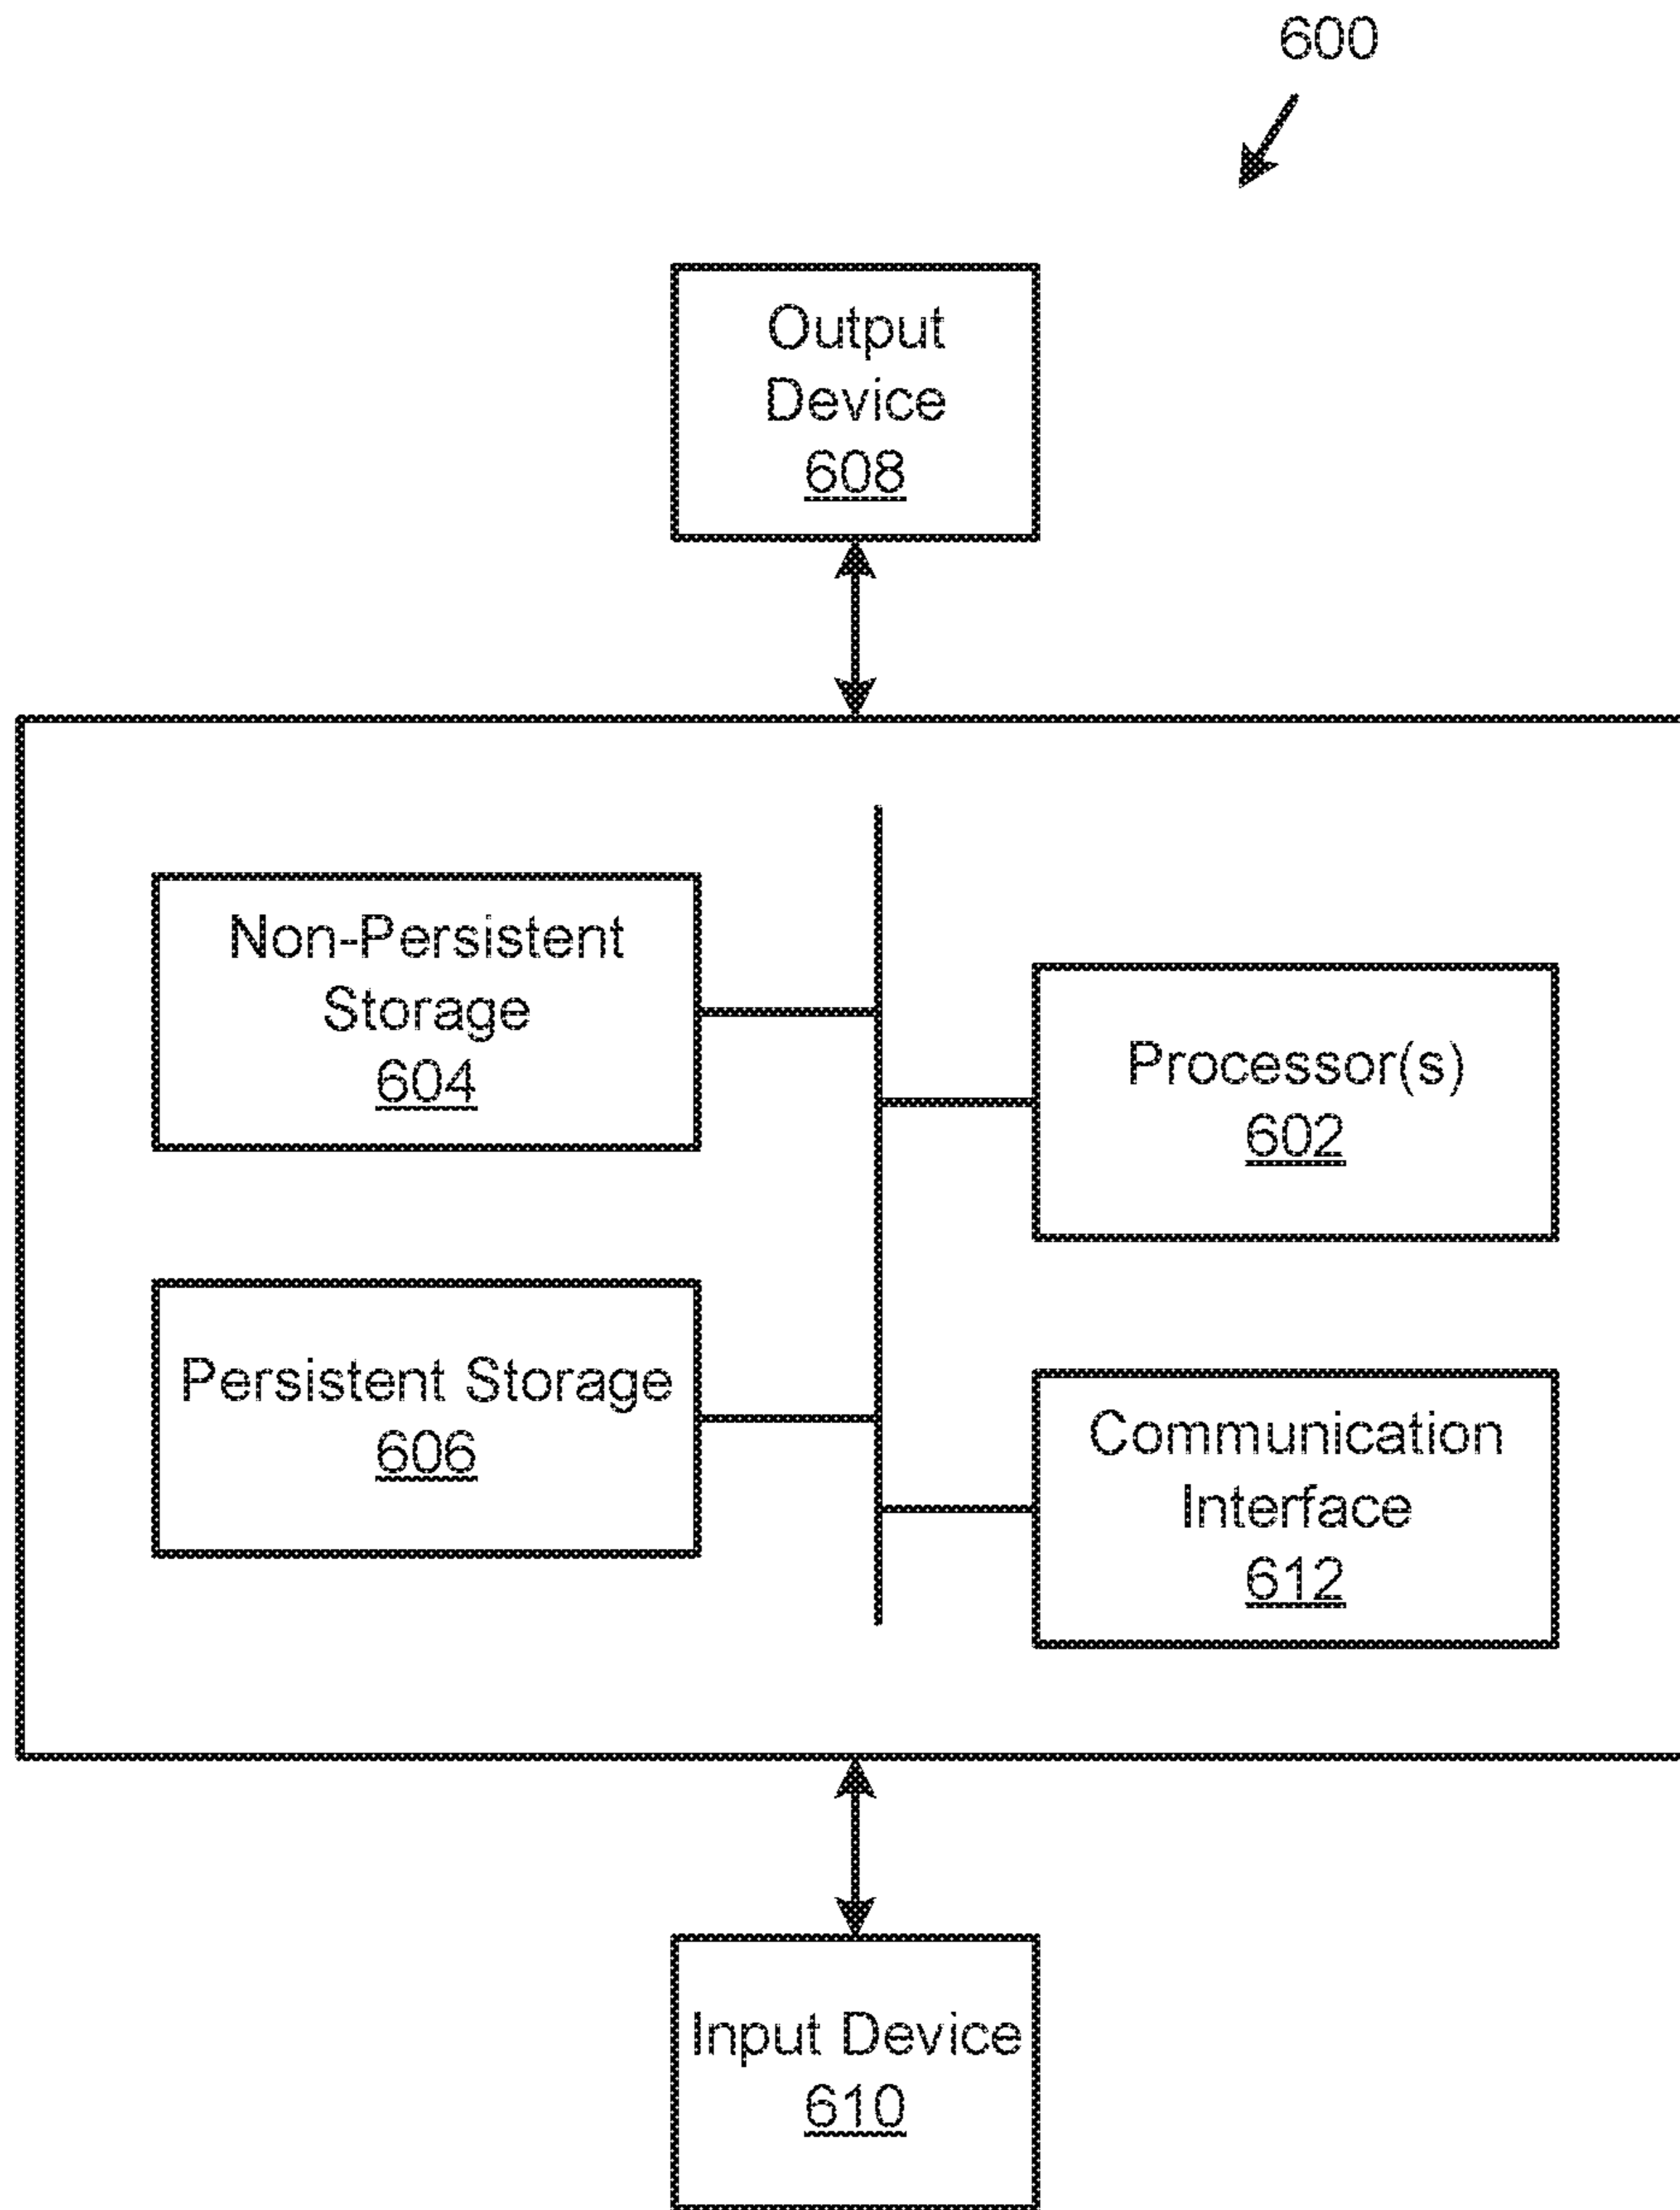 600
Output
Device
608
Non-Persistent
Storage
604
Processor(s)
602
Persistent Storage
606
Communication
Interface
612
Input Device
610